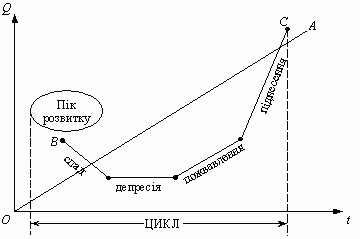 Q
C
A
Пік
розвитку
B
спад
депресія
пожвавлення
піднесення
O
ЦИКЛ
t